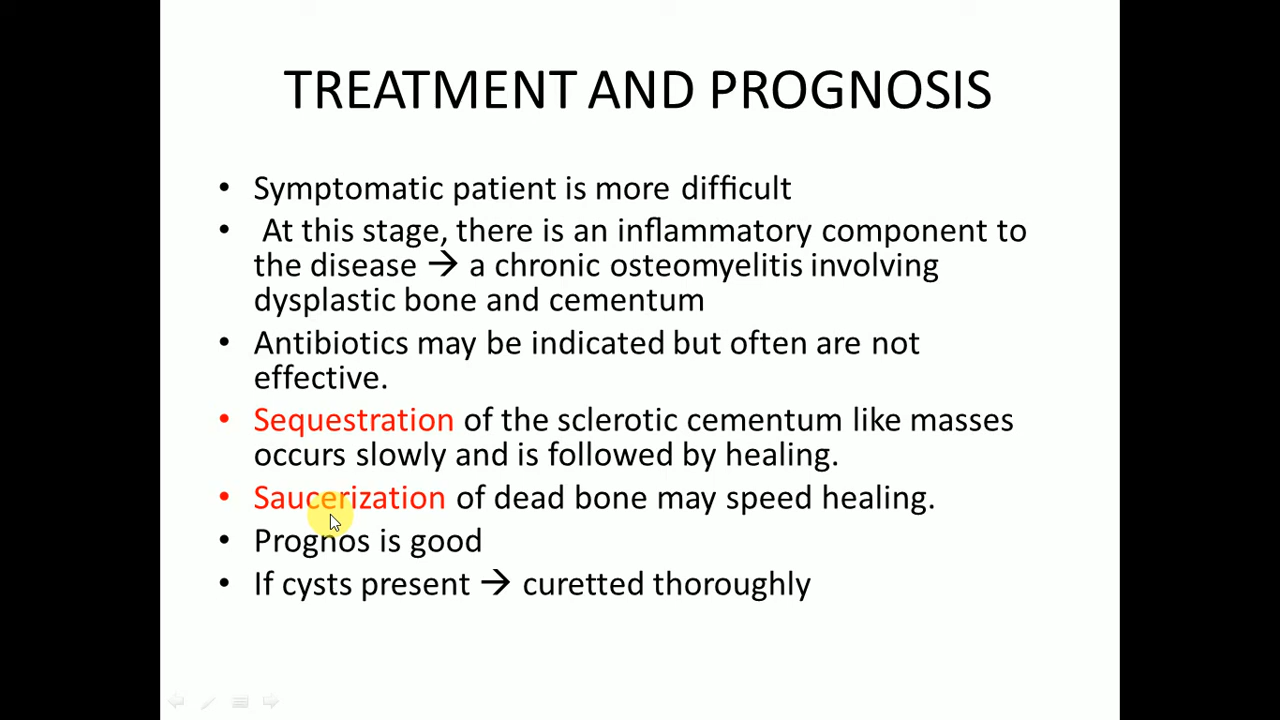 TREATMENT AND PROGNOSIS
• Symptomatic patient is more difficult
• At this stage, there is an inflammatory component to
the disease → a chronic osteomyelitis involving
dysplastic bone and cementum
• Antibiotics may be indicated but often are not
effective.
• Sequestration of the sclerotic cementum like masses
occurs slowly and is followed by healing.
• Saucerization of dead bone may speed healing.
• Prognos is good
• If cysts present → curetted thoroughly